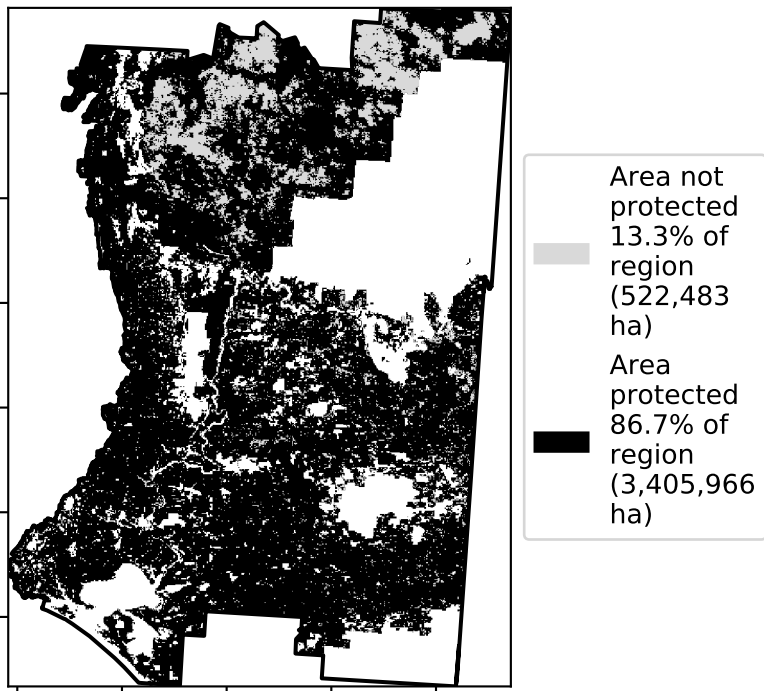 Area not
protected
13.3% of
region
(522,483
ha)
Area
protected
86.7% of
region
(3,405,966
ha)